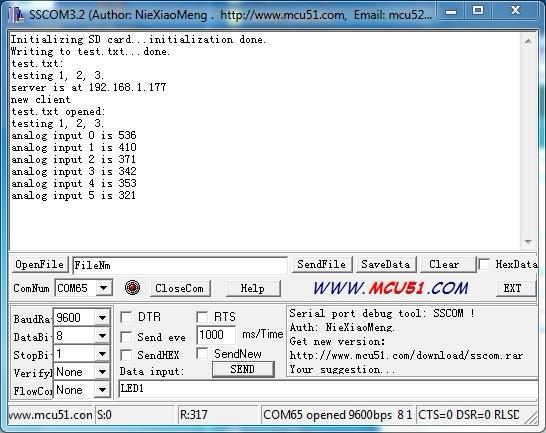 SSCOM3.2 (Author: NieXiaoMeng . http://www.mcu51.com, Email: mcu52...
Initializing SD card...initialization done.
Writing to test.txt...done.
test.txt:
testing 1, 2, 3.
server is at 192.168.1.177
new client
test.txt opened:
testing 1, 2, 3.
analog input 0 is 536
analog input 1 is 410
analog input 2 is 371
analog input 3 is 342
analog input 4 is 353
analog input 5 is 321
OpenFile FileNm SendFile SaveData Clear HexData
ComNum COM65 CloseCom Help WWW.MCU51.COM EXT
BaudRa 9600 DTR RTS
DataBi 8 Send eve 1000 ms/Time
StopBi 1 SendHEX SendNew
Verify None Data input: SEND
FlowCo None LED1
Serial port debug tool: SSCOM !
Auth: NieXiaoMeng.
Get new version:
http://www.mcu51.com/download/sscom.rar
Your suggestion...
www.mcu51.con S:0 R:317 COM65 opened 9600bps 8 1 CTS=0 DSR=0 RLSD